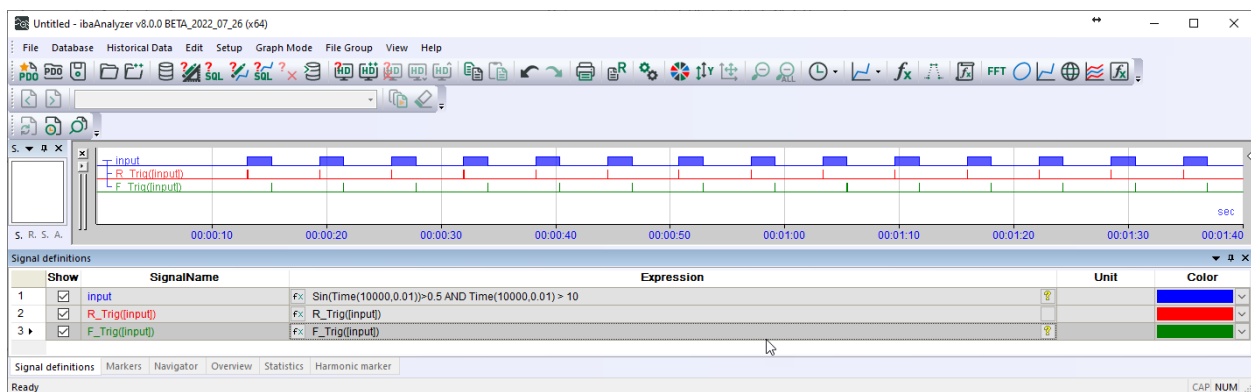 Untitled - ibaAnalyzer v8.0.0 BETA_2022_07_26 (x64)
File Database Historical Data Edit Setup Graph Mode File Group View Help
PDO PDO SQL SQL HD HD HD HD HD R ALL FFT
S.
input
R_Trig([input])
F_Trig([input])
sec
S. R. S. A. 00:00:10 00:00:20 00:00:30 00:00:40 00:00:50 00:01:00 00:01:10 00:01:20 00:01:30 00:01:40
Signal definitions
Show SignalName Expression Unit Color
1 input fx Sin(Time(10000,0.01))>0.5 AND Time(10000,0.01) > 10
2 R_Trig([input]) fx R_Trig([input])
3 F_Trig([input]) fx F_Trig([input])
Signal definitions Markers Navigator Overview Statistics Harmonic marker
Ready CAP NUM